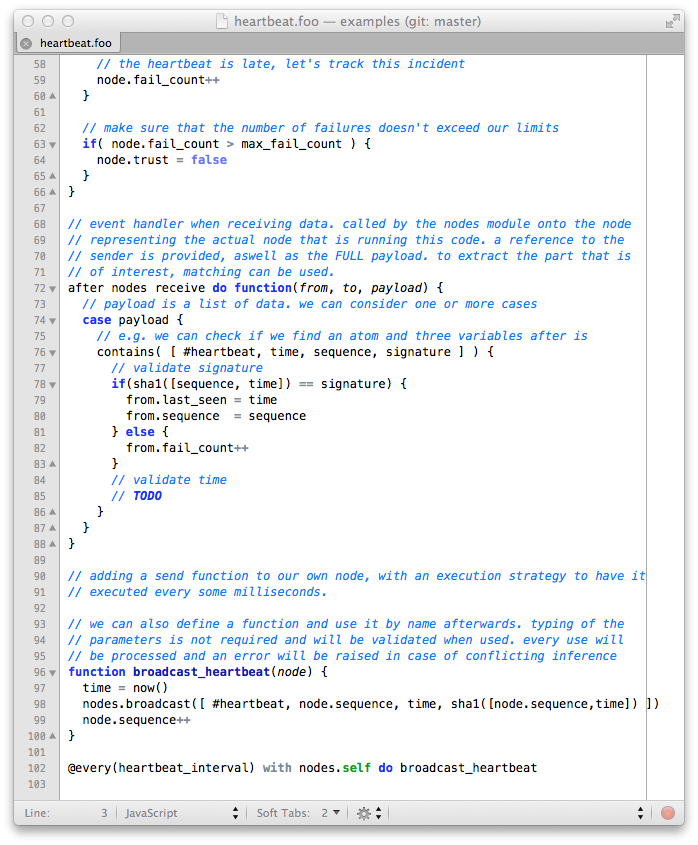 heartbeat.foo — examples (git: master)
heartbeat.foo
58     // the heartbeat is late, let's track this incident
59     node.fail_count++
60   }
61
62   // make sure that the number of failures doesn't exceed our limits
63   if( node.fail_count > max_fail_count ) {
64     node.trust = false
65   }
66 }
67
68 // event handler when receiving data. called by the nodes module onto the node
69 // representing the actual node that is running this code. a reference to the
70 // sender is provided, aswell as the FULL payload. to extract the part that is
71 // of interest, matching can be used.
72 after nodes receive do function(from, to, payload) {
73   // payload is a list of data. we can consider one or more cases
74   case payload {
75     // e.g. we can check if we find an atom and three variables after is
76     contains( [ #heartbeat, time, sequence, signature ] ) {
77       // validate signature
78       if(sha1([sequence, time]) == signature) {
79         from.last_seen = time
80         from.sequence  = sequence
81       } else {
82         from.fail_count++
83       }
84       // validate time
85       // TODO
86     }
87   }
88 }
89
90 // adding a send function to our own node, with an execution strategy to have it
91 // executed every some milliseconds.
92
93 // we can also define a function and use it by name afterwards. typing of the
94 // parameters is not required and will be validated when used. every use will
95 // be processed and an error will be raised in case of conflicting inference
96 function broadcast_heartbeat(node) {
97   time = now()
98   nodes.broadcast([ #heartbeat, node.sequence, time, sha1([node.sequence,time]) ])
99   node.sequence++
100 }
101
102 @every(heartbeat_interval) with nodes.self do broadcast_heartbeat
103
Line: 3 JavaScript Soft Tabs: 2